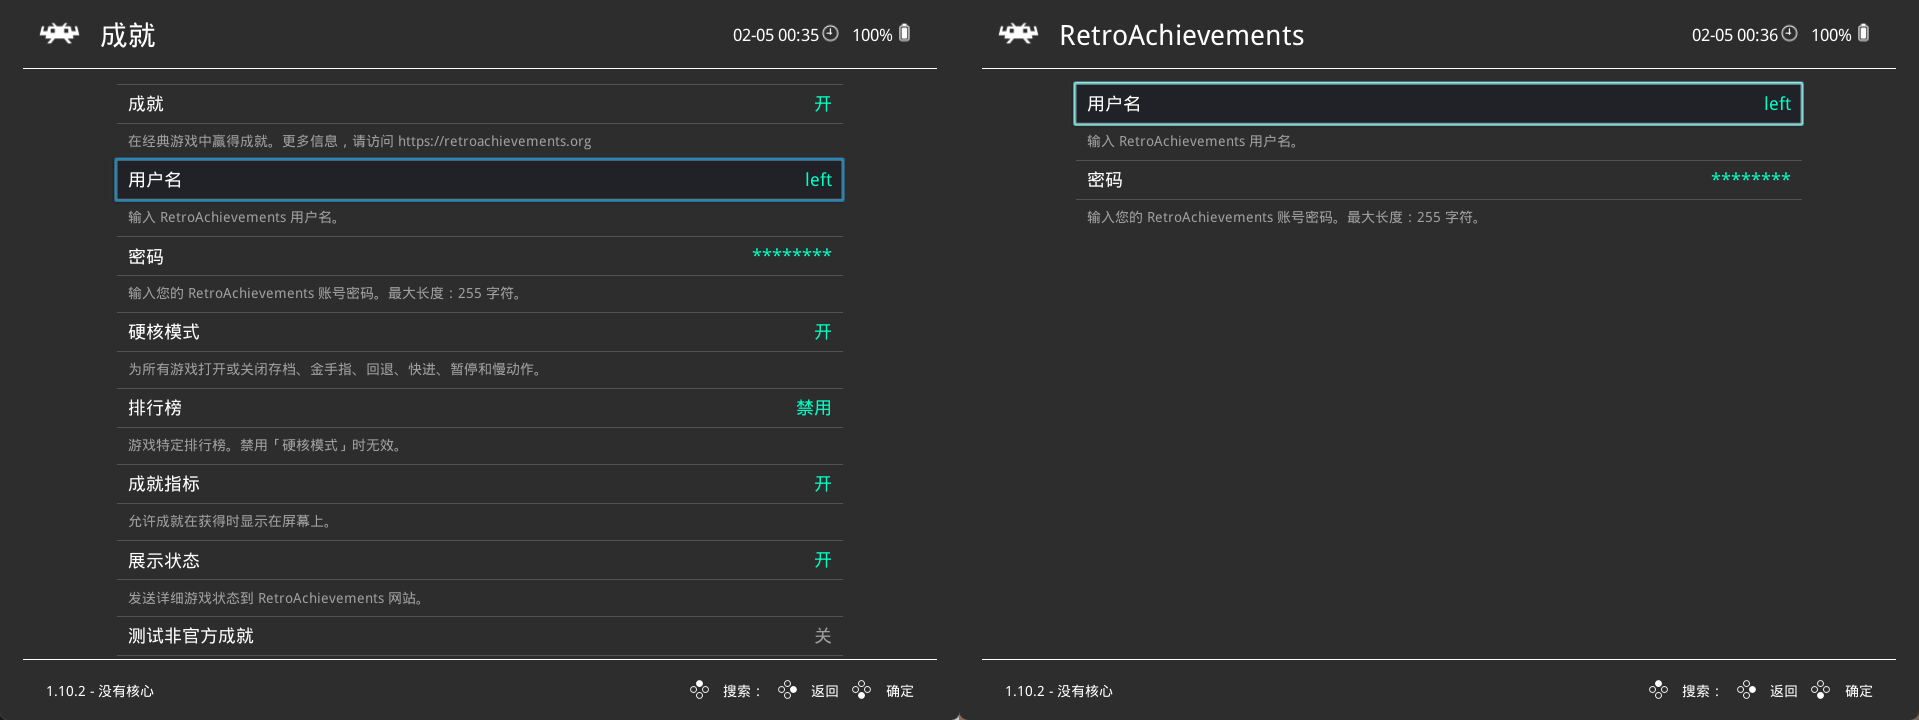 成就
02-05 00:35 100%
成就 开
在经典游戏中赢得成就。更多信息，请访问 https://retroachievements.org
用户名 left
输入 RetroAchievements 用户名。
密码 ********
输入您的 RetroAchievements 账号密码。最大长度：255 字符。
硬核模式 开
为所有游戏打开或关闭存档、金手指、回退、快进、暂停和慢动作。
排行榜 禁用
游戏特定排行榜。禁用「硬核模式」时无效。
成就指标 开
允许成就在获得时显示在屏幕上。
展示状态 开
发送详细游戏状态到 RetroAchievements 网站。
测试非官方成就 关
1.10.2 - 没有核心 搜索： 返回 确定
RetroAchievements
02-05 00:36 100%
用户名 left
输入 RetroAchievements 用户名。
密码 ********
输入您的 RetroAchievements 账号密码。最大长度：255 字符。
1.10.2 - 没有核心 搜索： 返回 确定